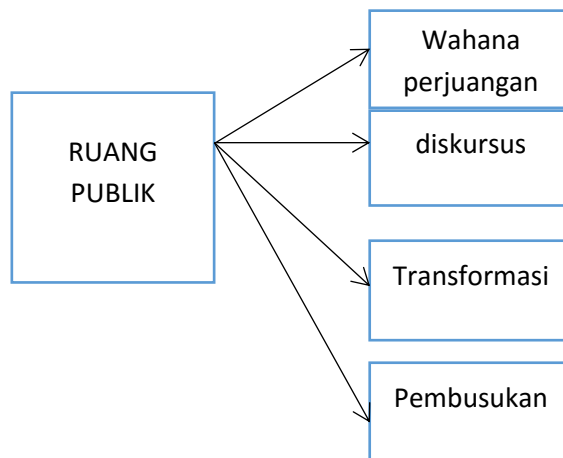 RUANG
PUBLIK
Wahana
perjuangan
diskursus
Transformasi
Pembusukan